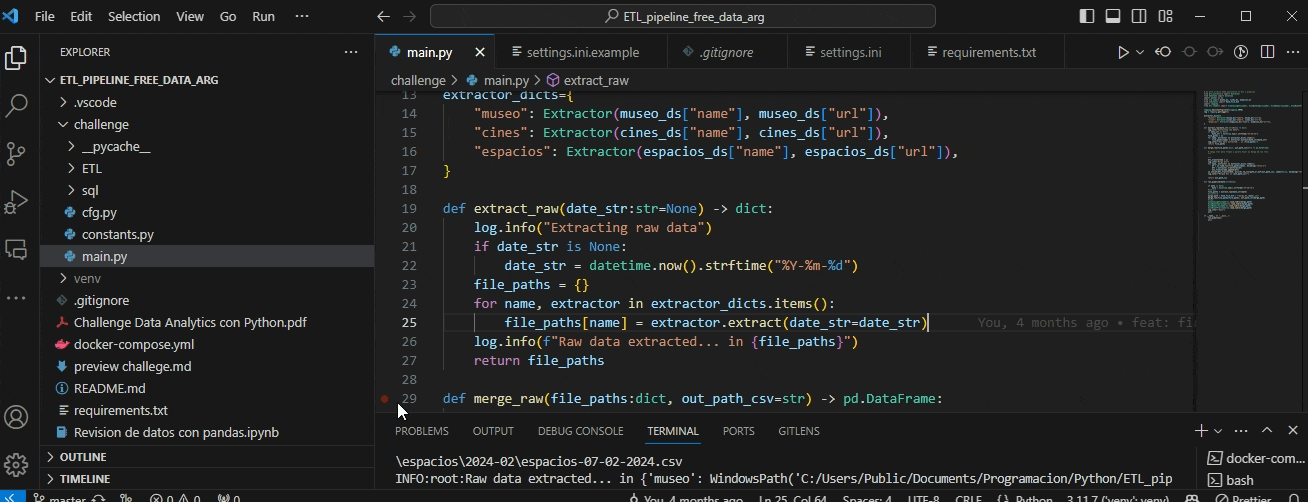 File Edit Selection View Go Run ··· ETL_pipeline_free_data_arg
EXPLORER ···
ETL_PIPELINE_FREE_DATA_ARG
.vscode
challenge
__pycache__
ETL
sql
cfg.py
constants.py
main.py
venv
.gitignore
Challenge Data Analytics con Python.pdf
docker-compose.yml
preview challege.md
README.md
requirements.txt
Revision de datos con pandas.ipynb
OUTLINE
TIMELINE
main.py settings.ini.example .gitignore settings.ini requirements.txt
challenge > main.py > extract_raw
13 extractor_dicts={
14 "museo": Extractor(museo_ds["name"], museo_ds["url"]),
15 "cines": Extractor(cines_ds["name"], cines_ds["url"]),
16 "espacios": Extractor(espacios_ds["name"], espacios_ds["url"]),
17 }
18
19 def extract_raw(date_str:str=None) -> dict:
20 log.info("Extracting raw data")
21 if date_str is None:
22 date_str = datetime.now().strftime("%Y-%m-%d")
23 file_paths = {}
24 for name, extractor in extractor_dicts.items():
25 file_paths[name] = extractor.extract(date_str=date_str) You, 4 months ago • feat:
26 log.info(f"Raw data extracted... in {file_paths}")
27 return file_paths
28
29 def merge_raw(file_paths:dict, out_path_csv=str) -> pd.DataFrame:
PROBLEMS OUTPUT DEBUG CONSOLE TERMINAL PORTS GITLENS
\espacios\2024-02\espacios-07-02-2024.csv
INFO:root:Raw data extracted... in {'museo': WindowsPath('C:/Users/Public/Documents/Programacion/Python/ETL_pip
docker-com...
bash
master 0 0 0 You, 4 months ago Ln 25, Col 64 Spaces: 4 UTF-8 CRLF Python 3.11.7 ('venv': venv) Prettier